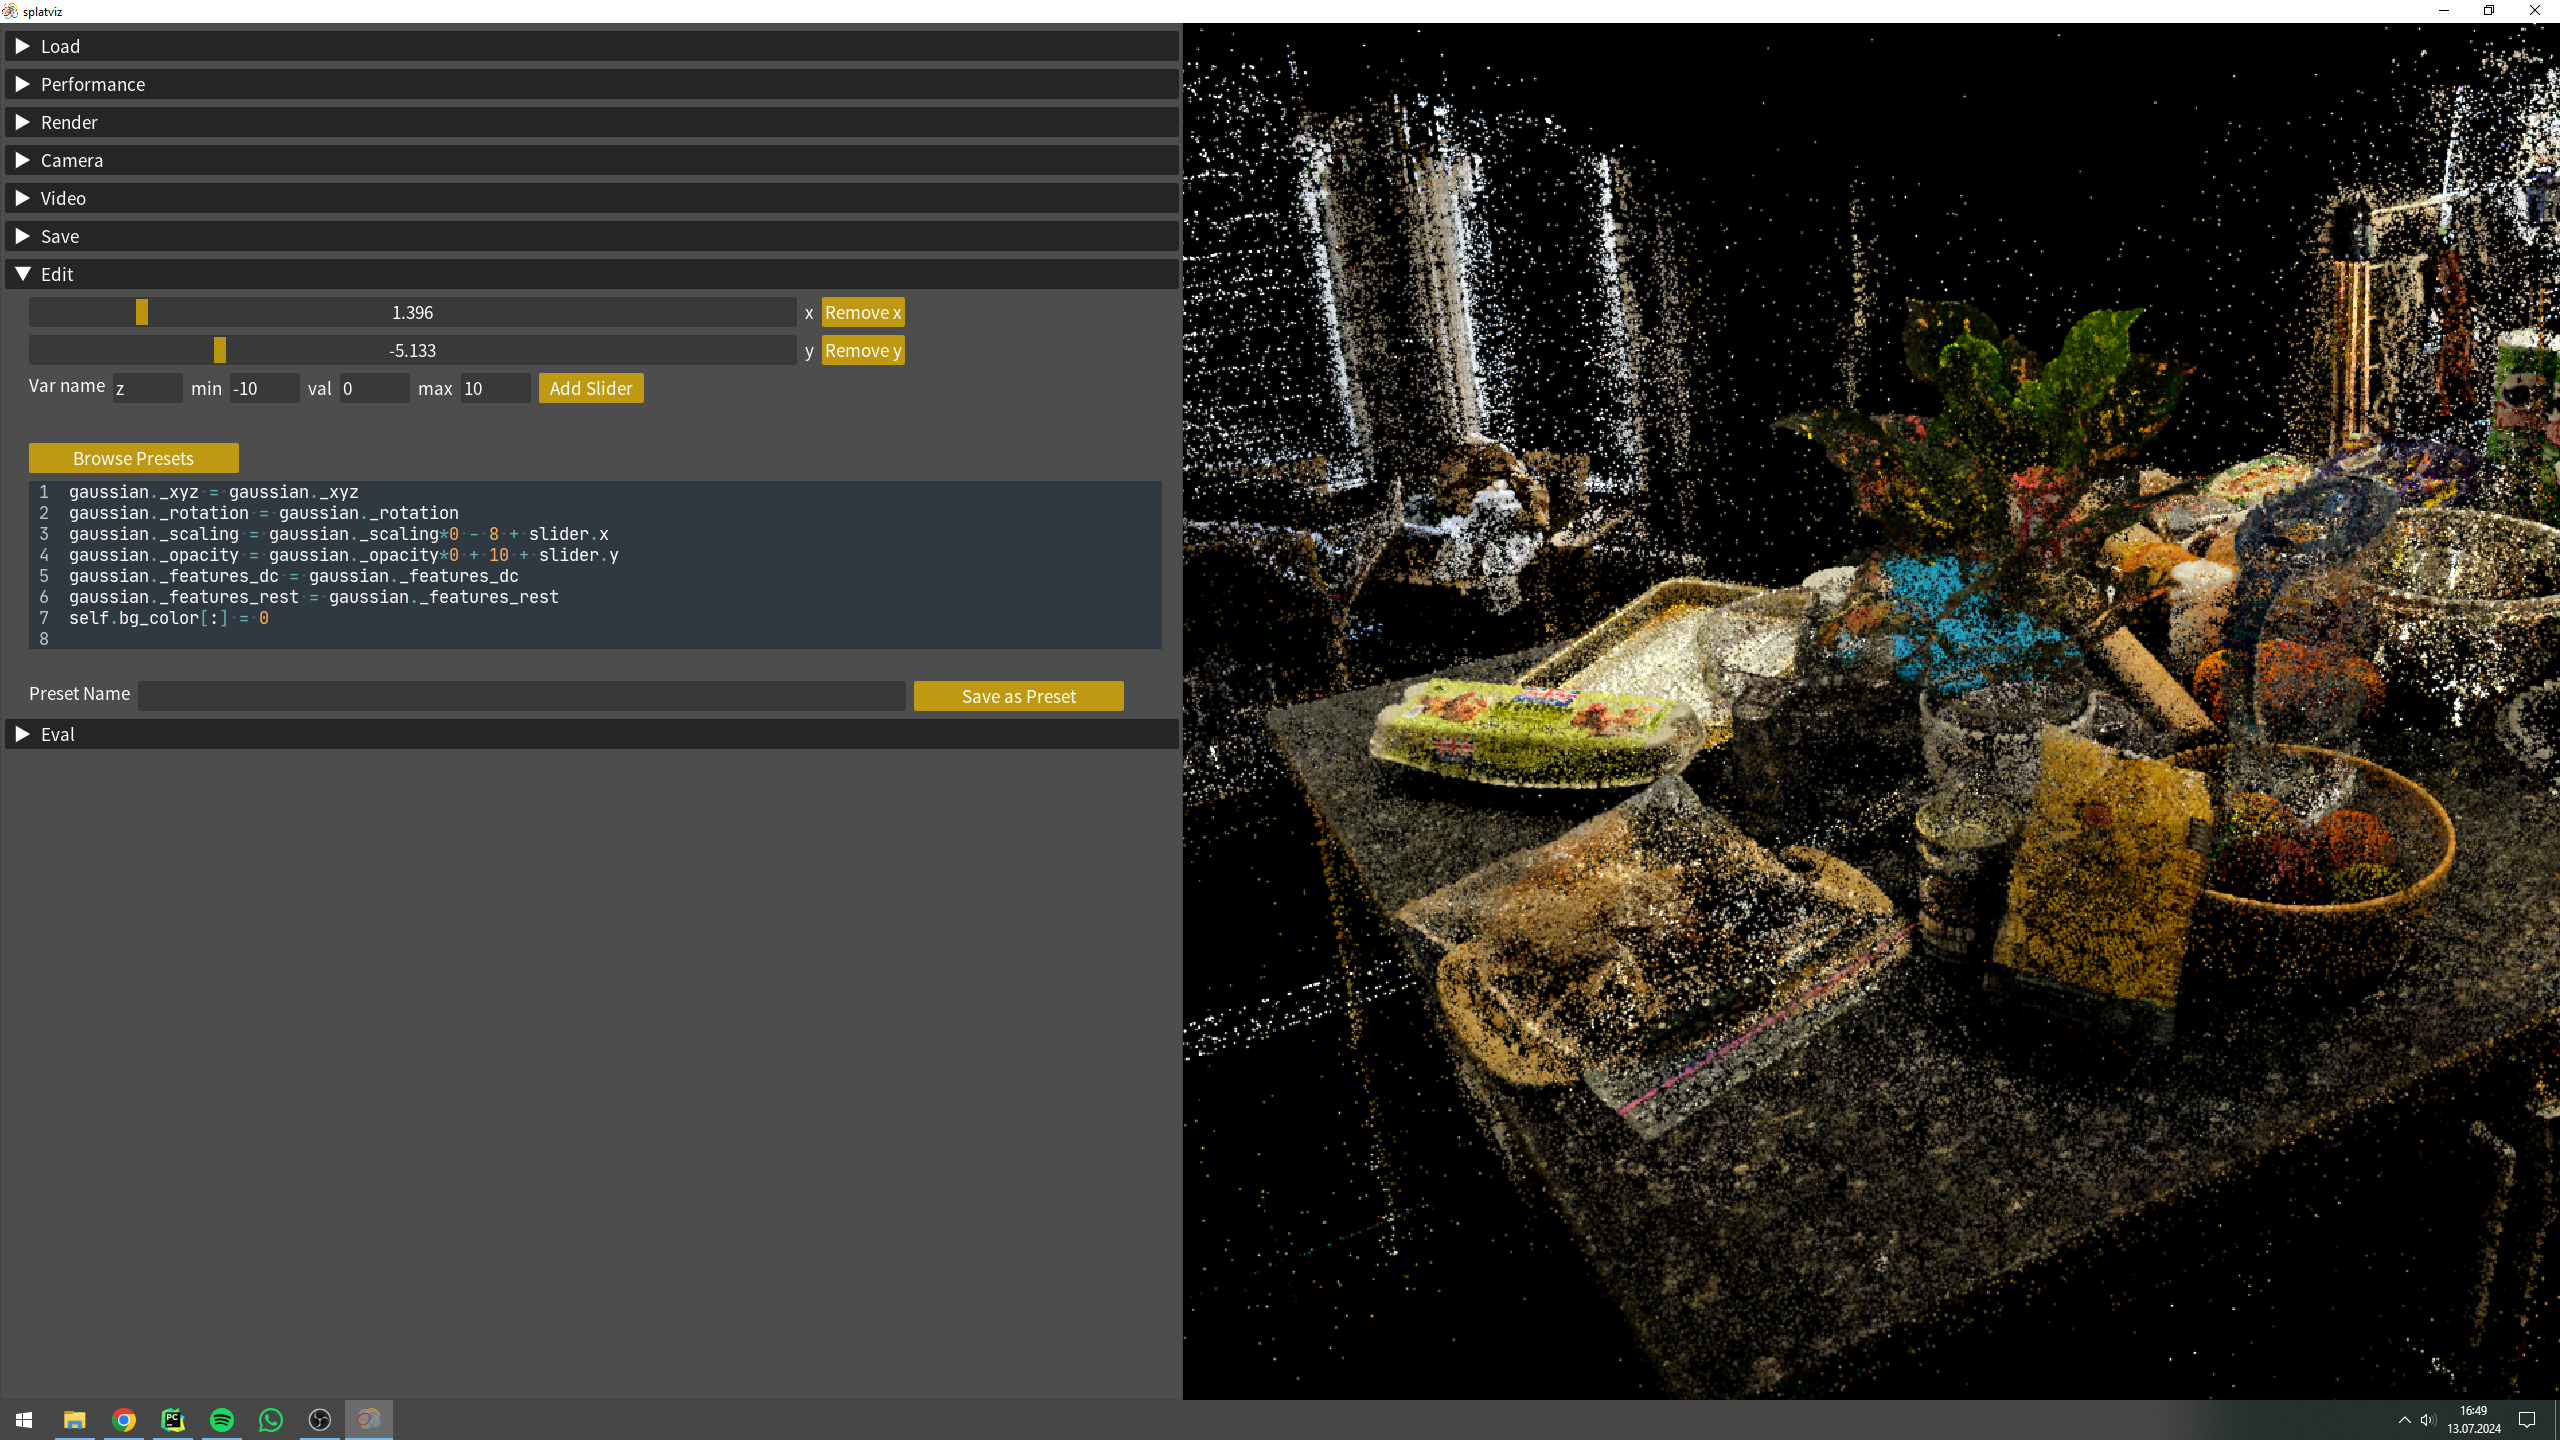 splatviz
Load
Performance
Render
Camera
Video
Save
Edit
1.396 x Remove x
-5.133 y Remove y
Var name z min -10 val 0 max 10 Add Slider
Browse Presets
1 gaussian._xyz = gaussian._xyz
2 gaussian._rotation = gaussian._rotation
3 gaussian._scaling = gaussian._scaling*0 - 8 + slider.x
4 gaussian._opacity = gaussian._opacity*0 + 10 + slider.y
5 gaussian._features_dc = gaussian._features_dc
6 gaussian._features_rest = gaussian._features_rest
7 self.bg_color[:] = 0
8
Preset Name Save as Preset
Eval
PC
16:49
13.07.2024